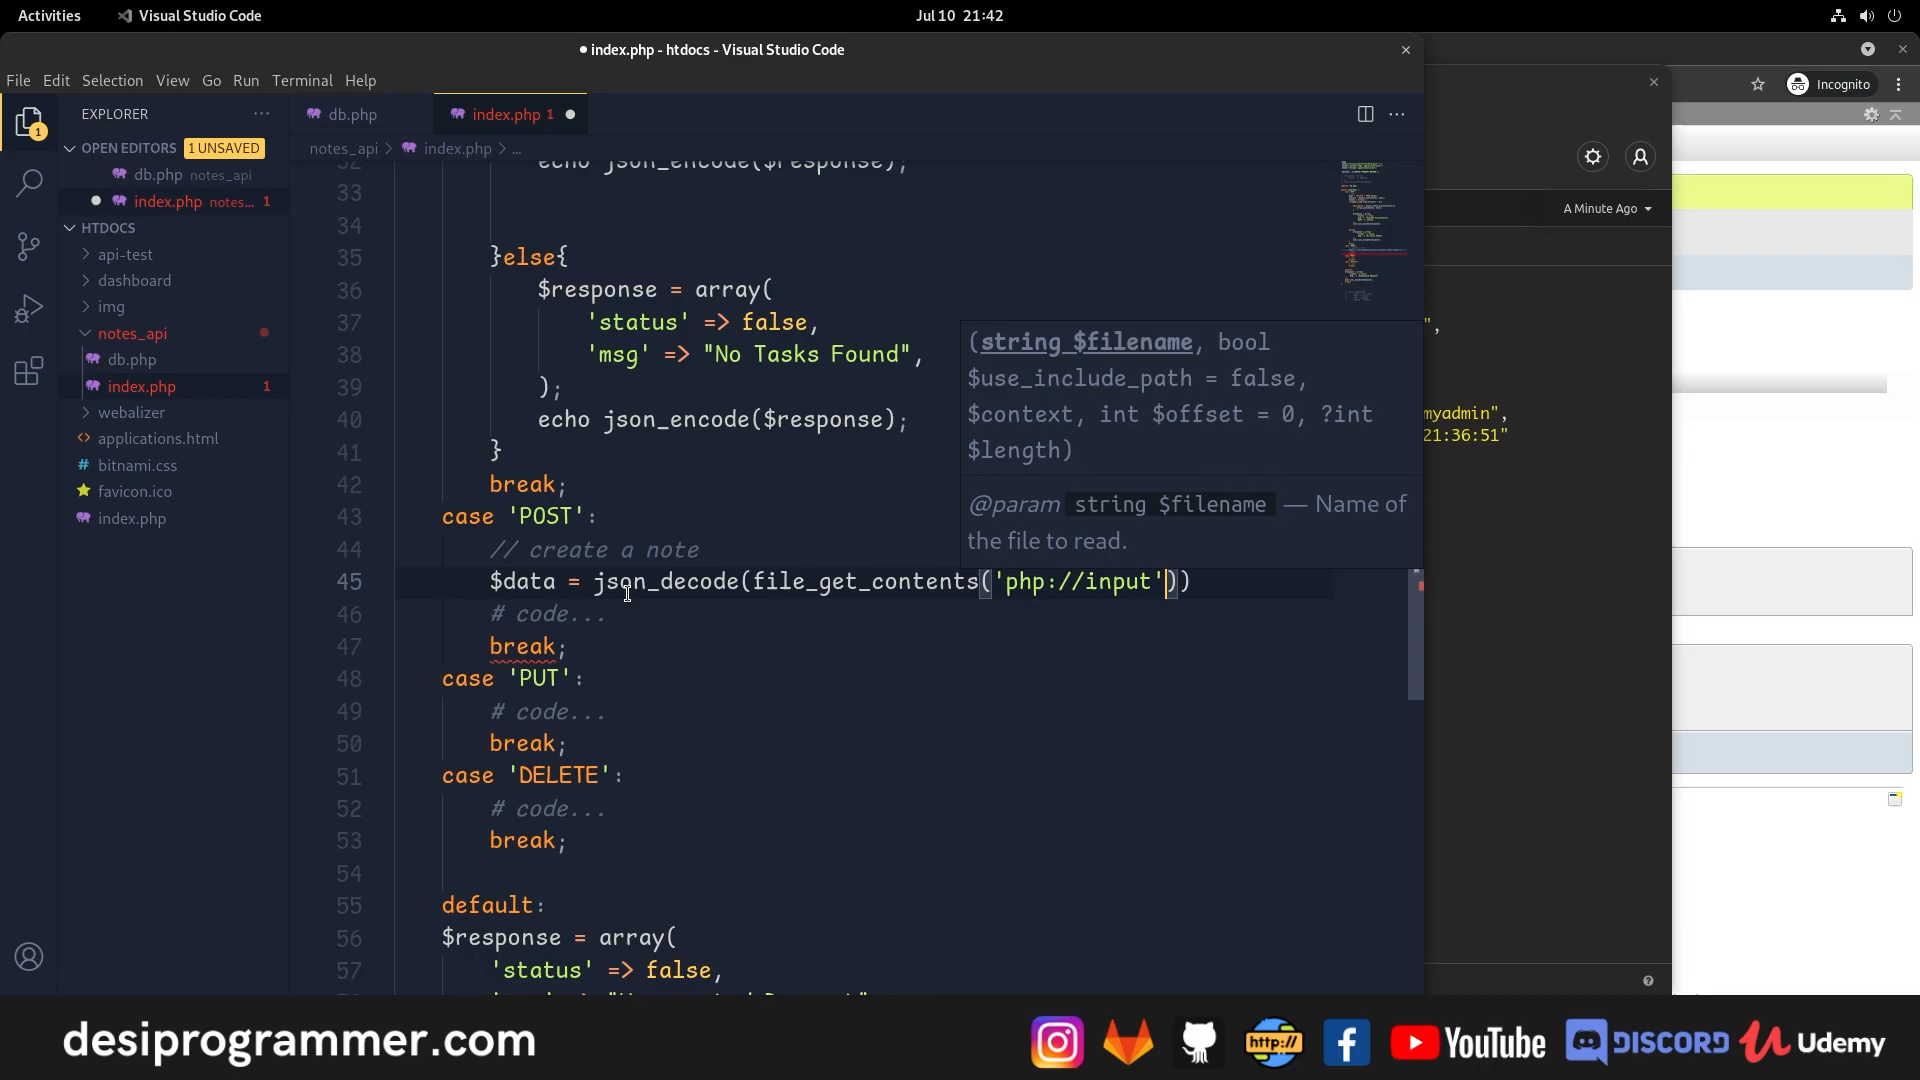 Activities Visual Studio Code Jul 10 21:42
index.php - htdocs - Visual Studio Code
File Edit Selection View Go Run Terminal Help
Incognito
EXPLORER
OPEN EDITORS 1 UNSAVED
db.php notes_api
index.php notes... 1
HTDOCS
api-test
dashboard
img
notes_api
db.php
index.php 1
webalizer
applications.html
bitnami.css
favicon.ico
index.php
1
db.php index.php 1
notes_api > index.php > ...
32 echo json_encode($response);
33
34
35 }else{
36 $response = array(
37 'status' => false,
38 'msg' => "No Tasks Found",
39 );
40 echo json_encode($response);
41 }
42 break;
43 case 'POST':
44 // create a note
45 $data = json_decode(file_get_contents('php://input'))
46 # code...
47 break;
48 case 'PUT':
49 # code...
50 break;
51 case 'DELETE':
52 # code...
53 break;
54
55 default:
56 $response = array(
57 'status' => false,
(string $filename, bool
$use_include_path = false,
$context, int $offset = 0, ?int
$length)
@param string $filename — Name of
the file to read.
A Minute Ago
",
myadmin",
21:36:51"
desiprogrammer.com
http://
YouTube
DISCORD
Udemy